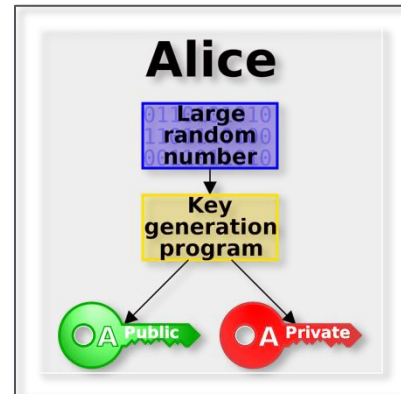 Alice
Large
random
number
Key
generation
program
A Public
A Private